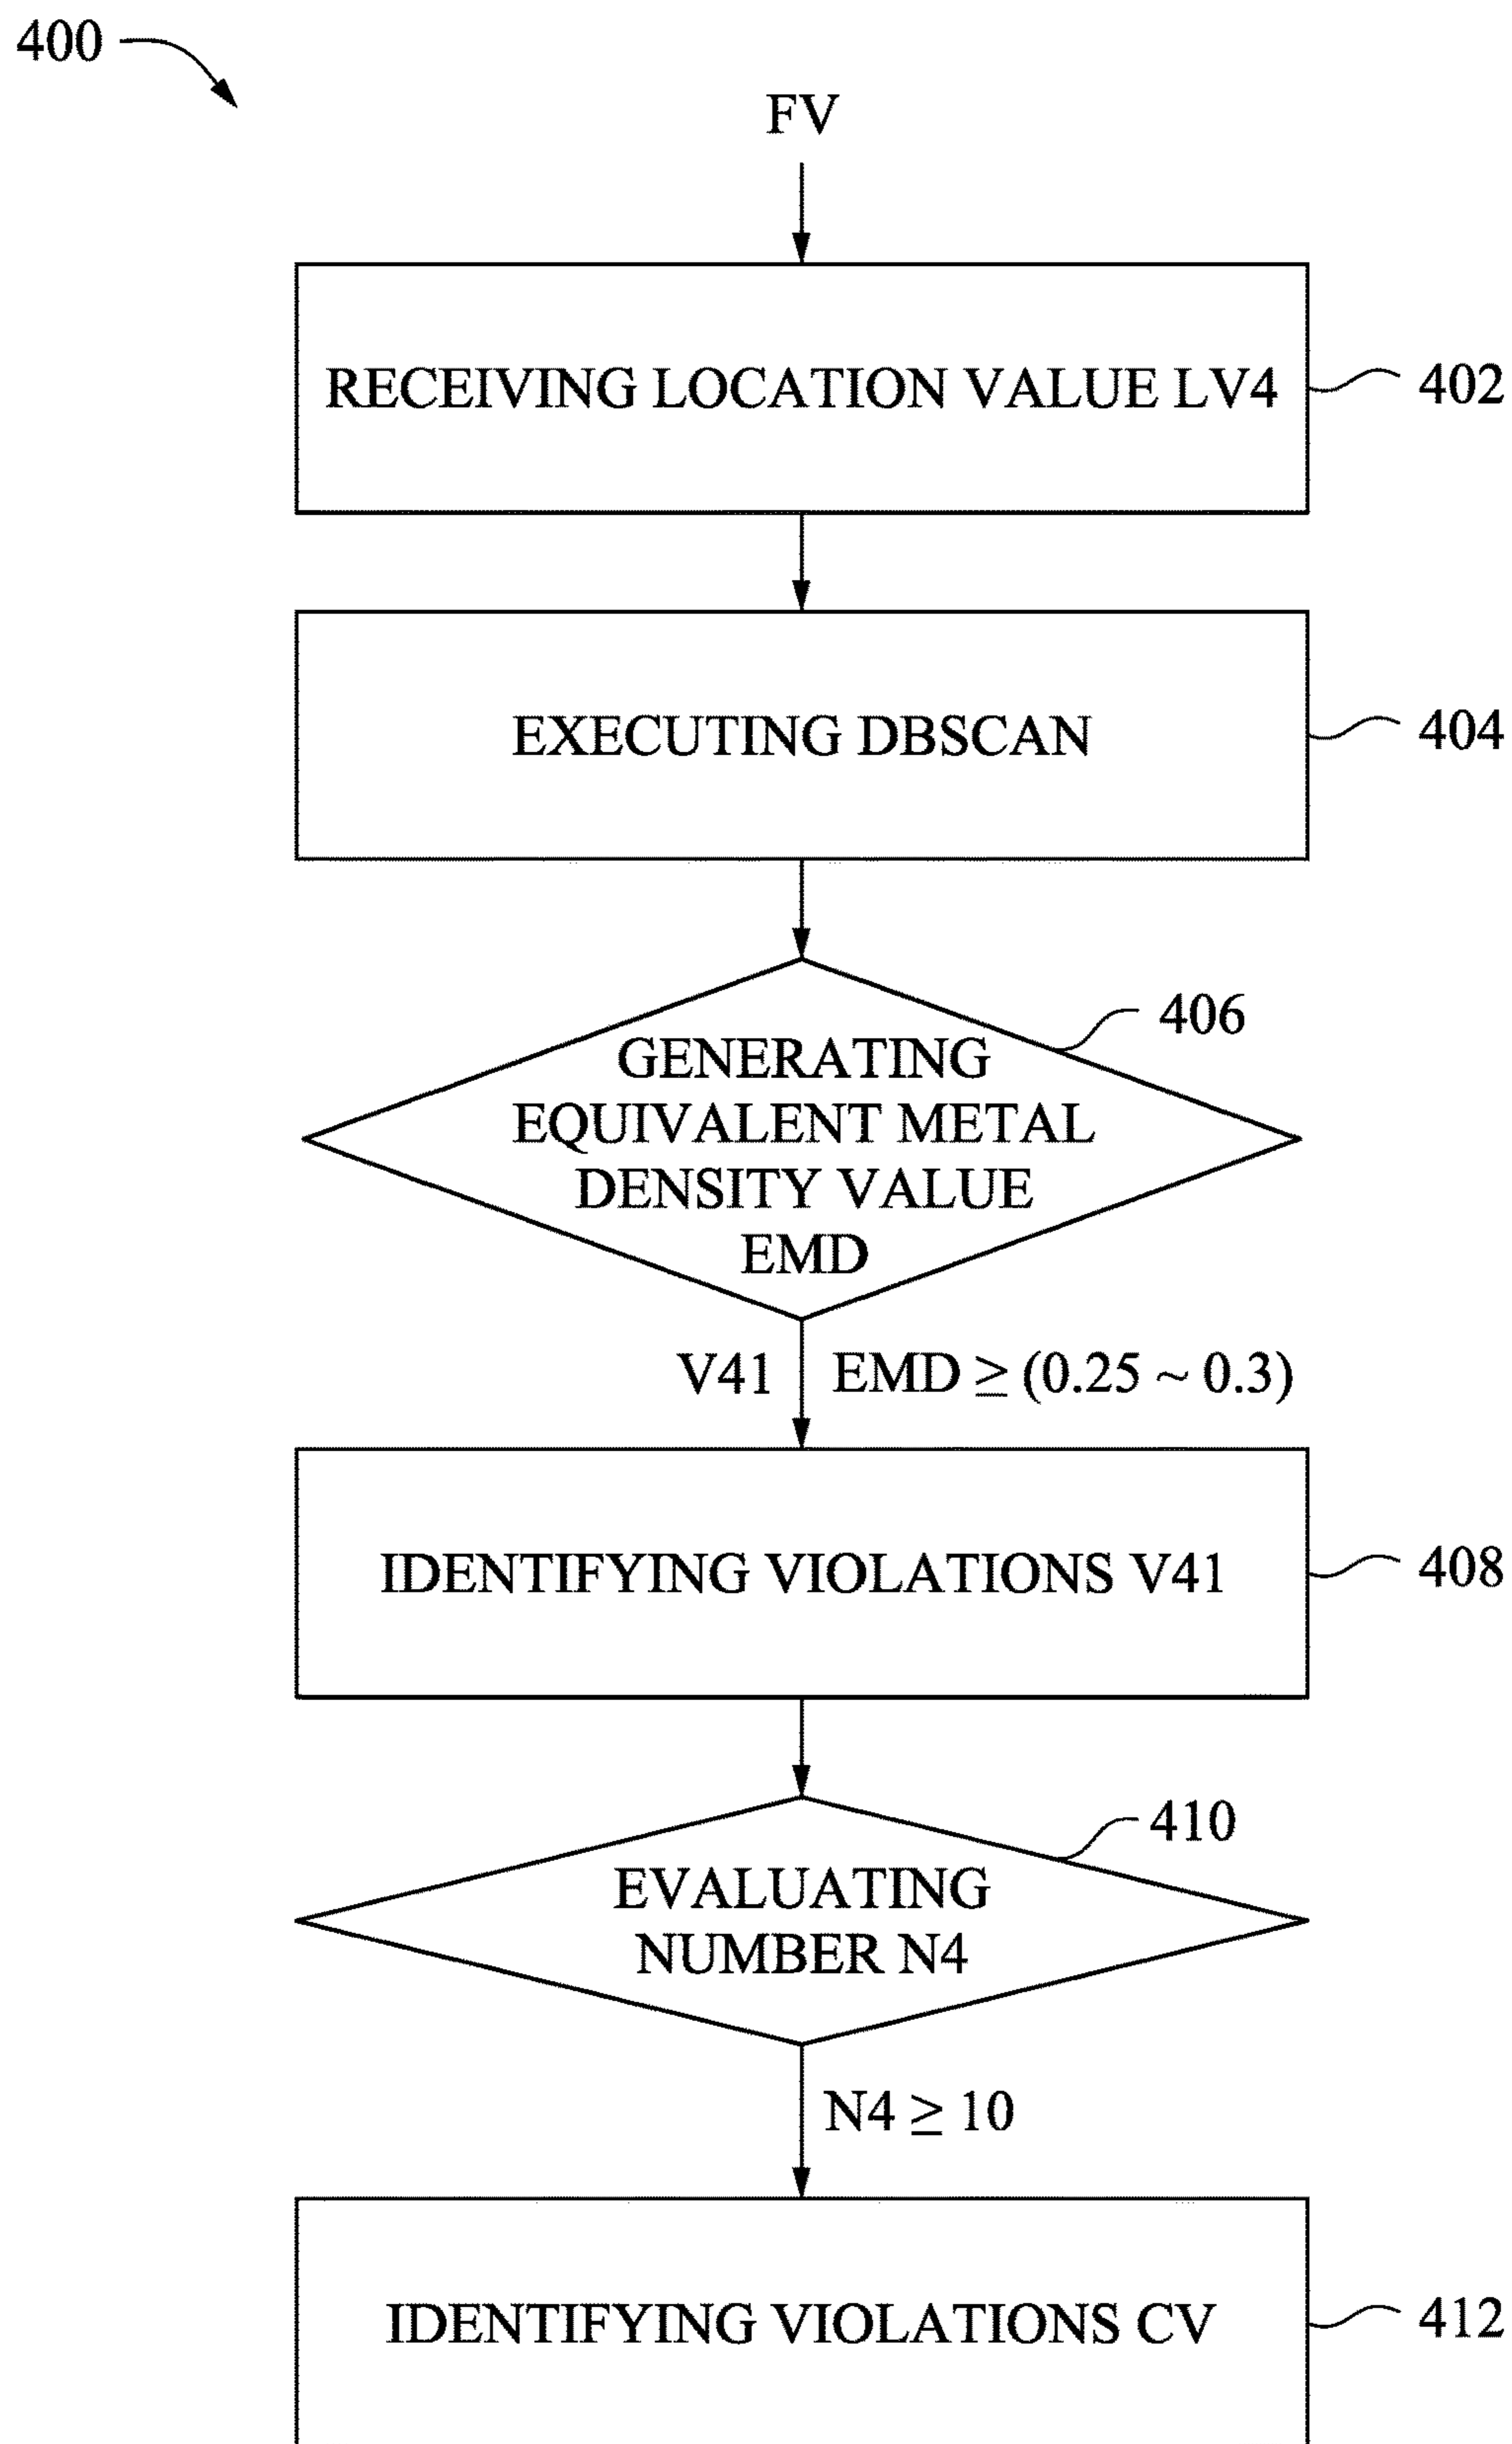 400
FV
RECEIVING LOCATION VALUE LV4
402
EXECUTING DBSCAN
404
406
GENERATING
EQUIVALENT METAL
DENSITY VALUE
EMD
V41 EMD ≥ (0.25 ~ 0.3)
IDENTIFYING VIOLATIONS V41
408
410
EVALUATING
NUMBER N4
N4 ≥ 10
IDENTIFYING VIOLATIONS CV
412